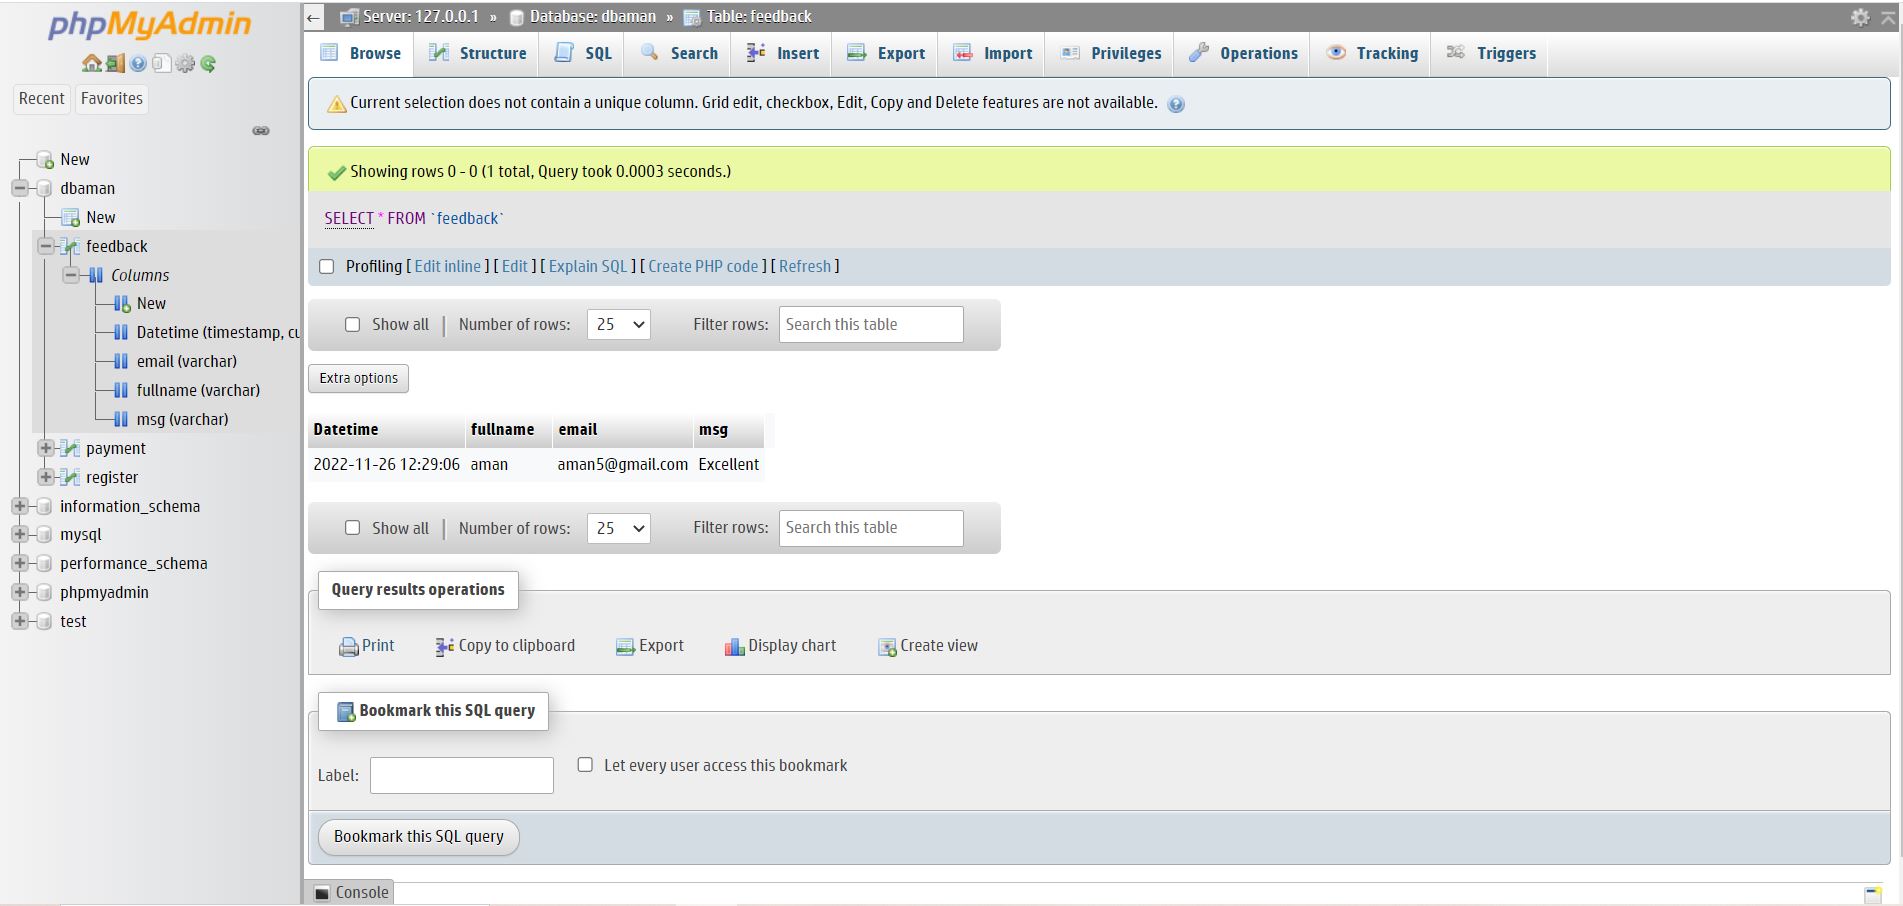 phpMyAdmin
Recent Favorites
New
dbaman
New
feedback
Columns
New
Datetime (timestamp, cu
email (varchar)
fullname (varchar)
msg (varchar)
payment
register
information_schema
mysql
performance_schema
phpmyadmin
test
Server: 127.0.0.1 » Database: dbaman » Table: feedback
Browse Structure SQL Search Insert Export Import Privileges Operations Tracking Triggers
Current selection does not contain a unique column. Grid edit, checkbox, Edit, Copy and Delete features are not available.
Showing rows 0 - 0 (1 total, Query took 0.0003 seconds.)
SELECT * FROM `feedback`
Profiling [ Edit inline ] [ Edit ] [ Explain SQL ] [ Create PHP code ] [ Refresh ]
Show all | Number of rows: 25 Filter rows: Search this table
Extra options
Datetime fullname email msg
2022-11-26 12:29:06 aman aman5@gmail.com Excellent
Show all | Number of rows: 25 Filter rows: Search this table
Query results operations
Print Copy to clipboard Export Display chart Create view
Bookmark this SQL query
Label: Let every user access this bookmark
Bookmark this SQL query
Console